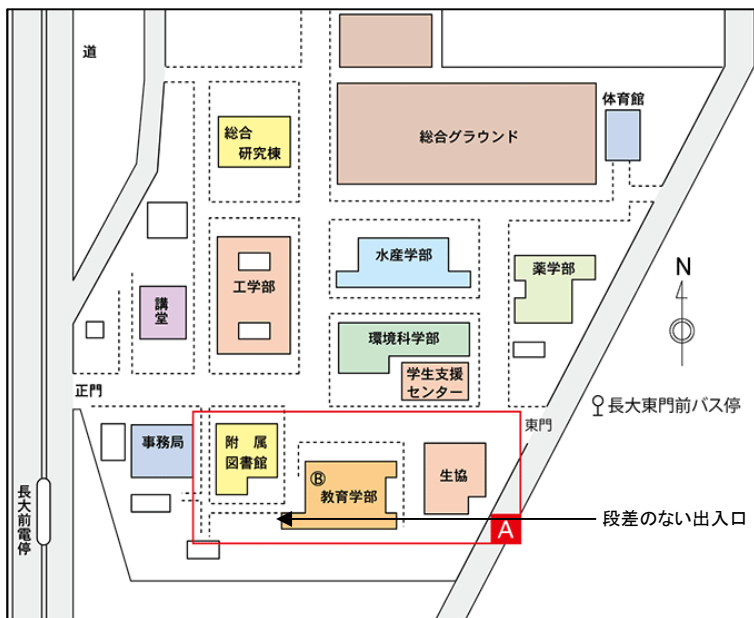 道
総合
研究棟
総合グラウンド
体育館
水産学部
薬学部
工学部
講
堂
環境科学部
学生支援
センター
N
正門
長大東門前バス停
東門
事務局
附属
図書館
B
教育学部
生協
長大前電停
A
段差のない出入口